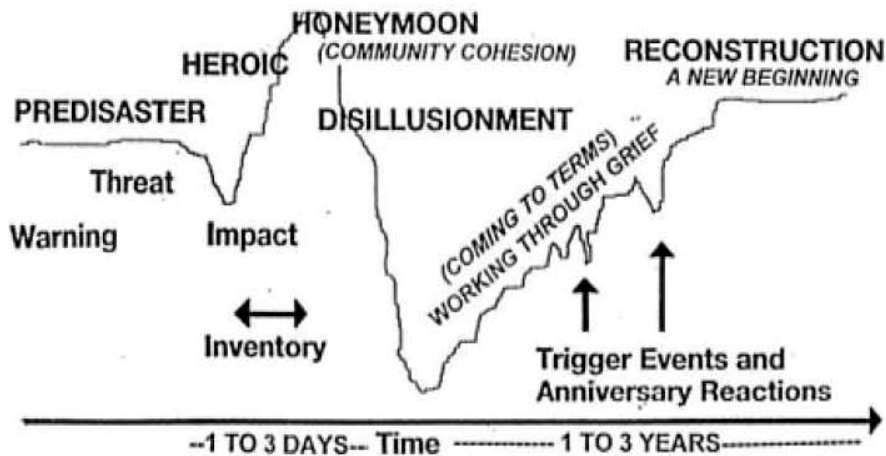 HONEYMOON
(COMMUNITY COHESION)
HEROIC
RECONSTRUCTION
A NEW BEGINNING
PREDISASTER
DISILLUSIONMENT
Threat
Warning
Impact
(COMING TO TERMS)
WORKING THROUGH GRIEF
Inventory
Trigger Events and
Anniversary Reactions
--1 TO 3 DAYS-- Time ---------- 1 TO 3 YEARS--------------